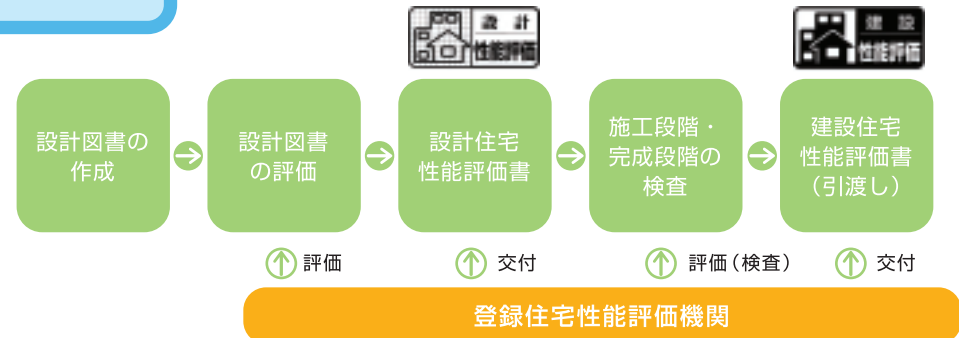 設計
性能評価
建設
性能評価
設計図書の
作成
設計図書
の評価
設計住宅
性能評価書
施工段階・
完成段階の
検査
建設住宅
性能評価書
（引渡し）
評価
交付
評価（検査）
交付
登録住宅性能評価機関